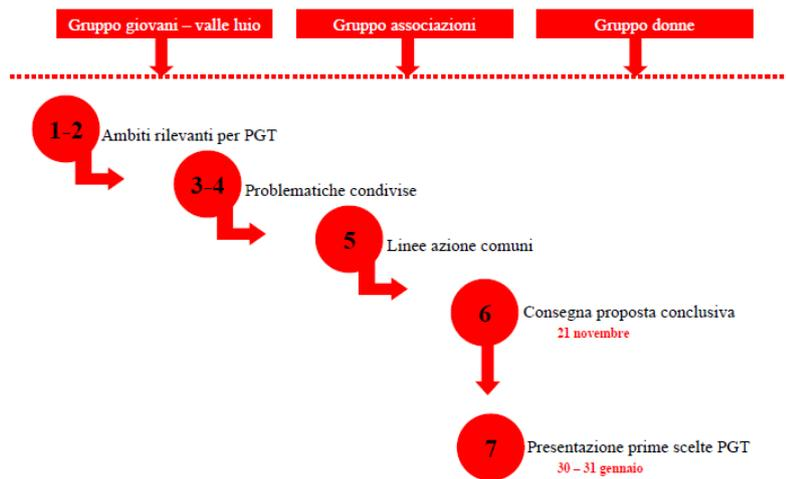 Gruppo giovani – valle luio
Gruppo associazioni
Gruppo donne
1-2
Ambiti rilevanti per PGT
3-4
Problematiche condivise
5
Linee azione comuni
6
Consegna proposta conclusiva
21 novembre
7
Presentazione prime scelte PGT
30 – 31 gennaio